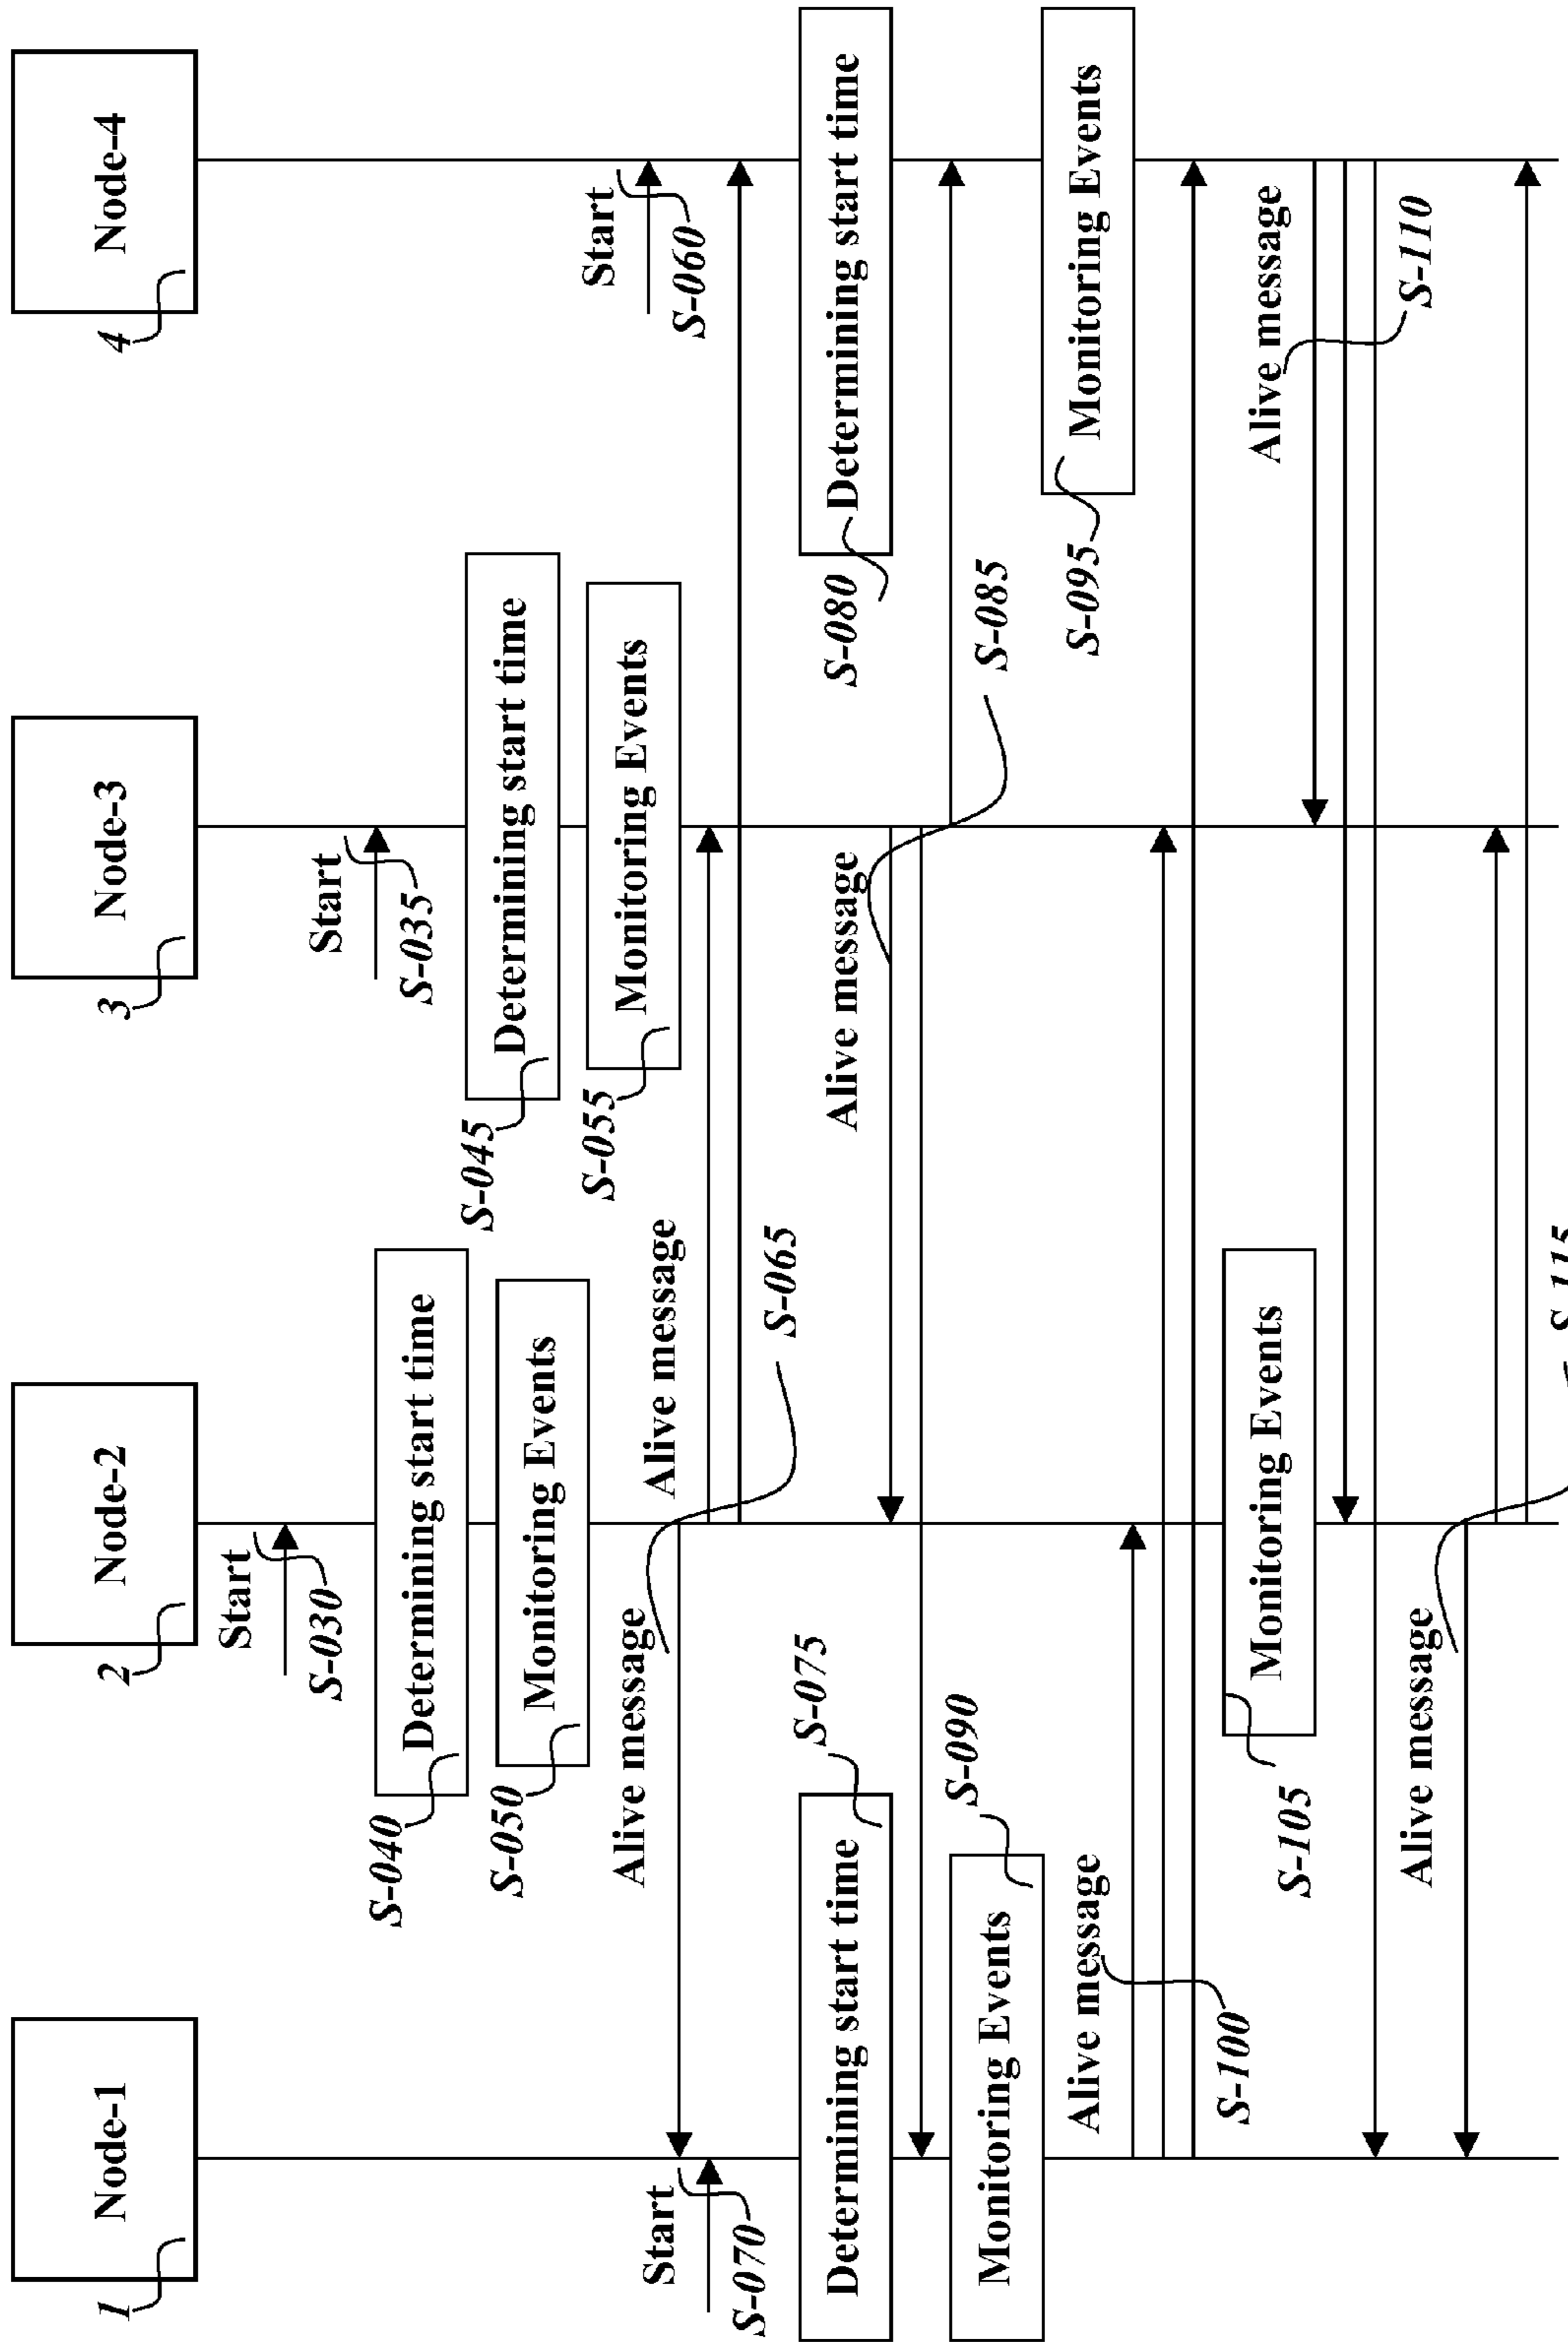 Node-1
Node-2
Node-3
Node-4
1
2
3
4
Start
S-030
Start
S-035
Determining start time
S-040
Determining start time
S-045
Monitoring Events
S-050
Monitoring Events
S-055
Start
S-060
Alive message
Alive message
S-065
Start
S-070
Determining start time
S-075
Determining start time
S-080
Alive message
S-085
Monitoring Events
S-090
Monitoring Events
S-095
Alive message
S-100
Monitoring Events
S-105
Alive message
S-110
Alive message
S-115